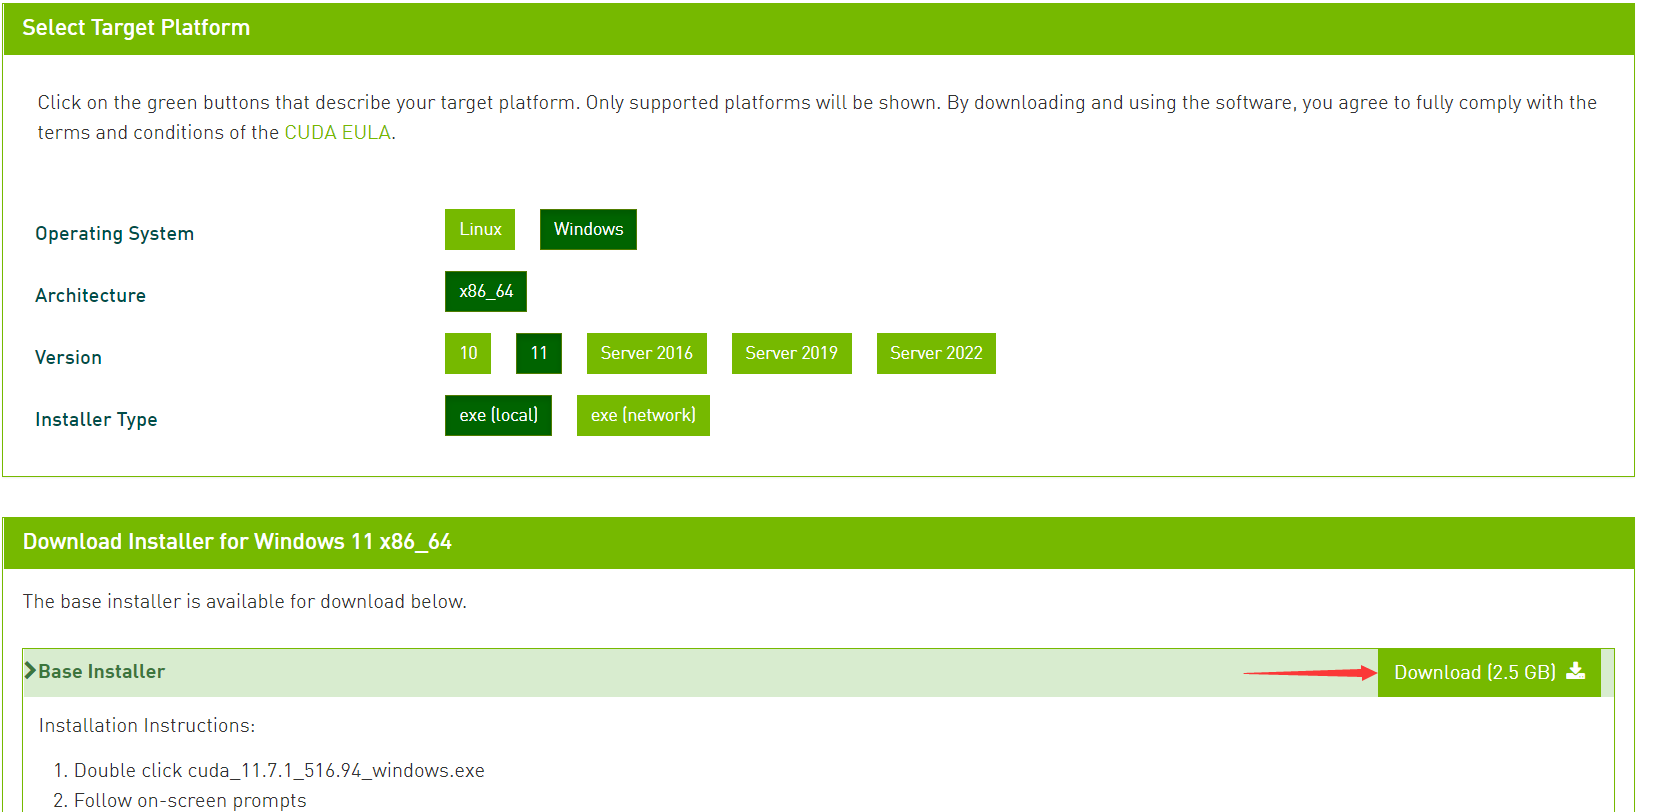 Select Target Platform
Click on the green buttons that describe your target platform. Only supported platforms will be shown. By downloading and using the software, you agree to fully comply with the
terms and conditions of the CUDA EULA.
Operating System
Linux
Windows
Architecture
x86_64
Version
10
11
Server 2016
Server 2019
Server 2022
Installer Type
exe (local)
exe (network)
Download Installer for Windows 11 x86_64
The base installer is available for download below.
Base Installer
Download (2.5 GB)
Installation Instructions:
1. Double click cuda_11.7.1_516.94_windows.exe
2. Follow on-screen prompts